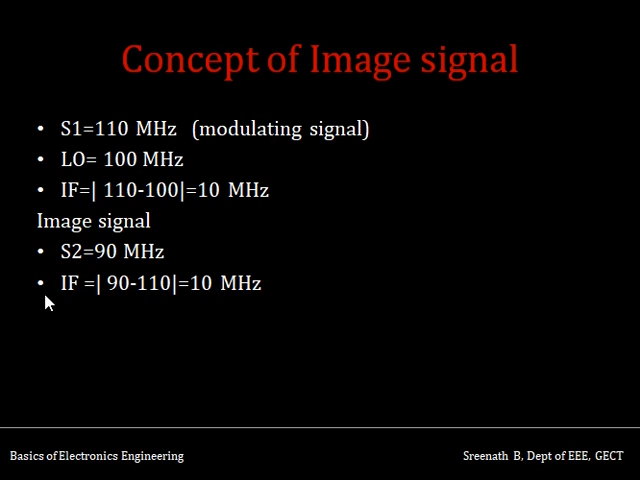 Concept of Image signal
• S1=110 MHz (modulating signal)
• LO= 100 MHz
• IF=| 110-100|=10 MHz
Image signal
• S2=90 MHz
• IF =| 90-110|=10 MHz
Basics of Electronics Engineering
Sreenath B, Dept of EEE, GECT